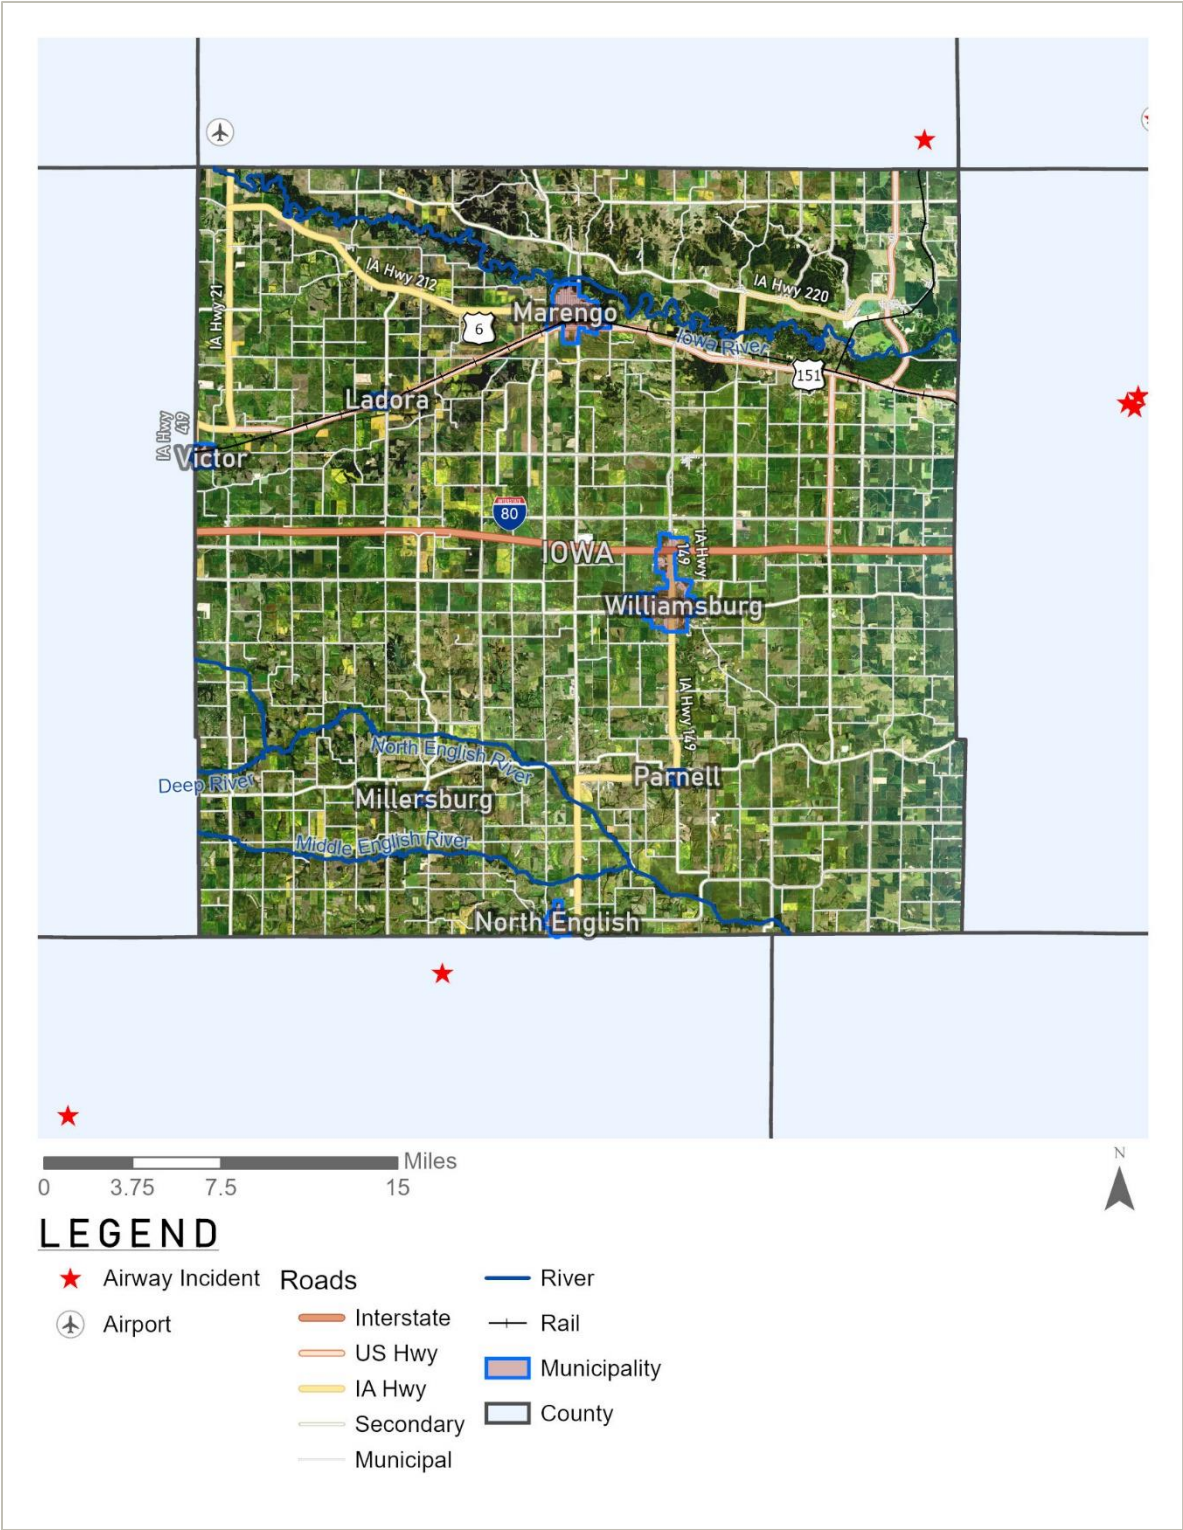 IA Hwy 212
IA Hwy 220
IA Hwy 21
Marengo
6
Iowa River
151
Ladora
IA Hwy
419
Victor
INTERSTATE
80
IOWA
IA Hwy
149
Williamsburg
IA Hwy 149
North English River
Deep River
Parnell
Millersburg
Middle English River
North English
Miles
0 3.75 7.5 15
N
LEGEND
Airway Incident
Airport
Roads
Interstate
US Hwy
IA Hwy
Secondary
Municipal
River
Rail
Municipality
County